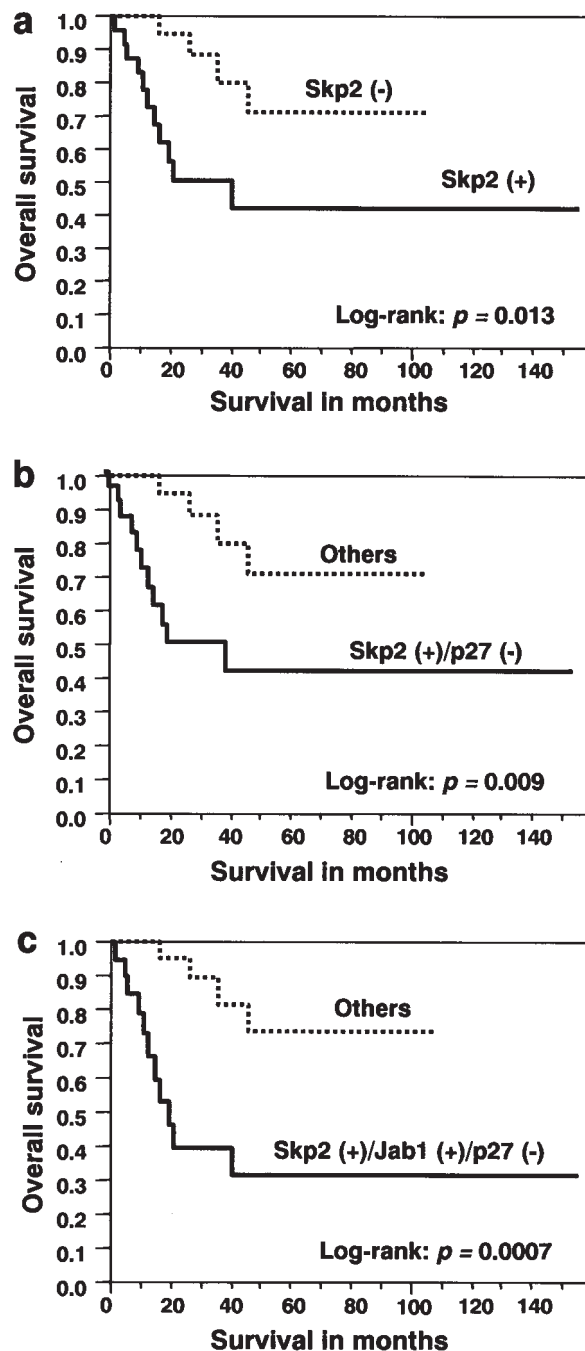 a
1.0
0.9
0.8
0.7
0.6
0.5
0.4
0.3
0.2
0.1
0.0
Overall survival
Skp2 (-)
Skp2 (+)
Log-rank: p = 0.013
0 20 40 60 80 100 120 140
Survival in months
b
1.0
0.9
0.8
0.7
0.6
0.5
0.4
0.3
0.2
0.1
0.0
Overall survival
Others
Skp2 (+)/p27 (-)
Log-rank: p = 0.009
0 20 40 60 80 100 120 140
Survival in months
c
1.0
0.9
0.8
0.7
0.6
0.5
0.4
0.3
0.2
0.1
0.0
Overall survival
Others
Skp2 (+)/Jab1 (+)/p27 (-)
Log-rank: p = 0.0007
0 20 40 60 80 100 120 140
Survival in months